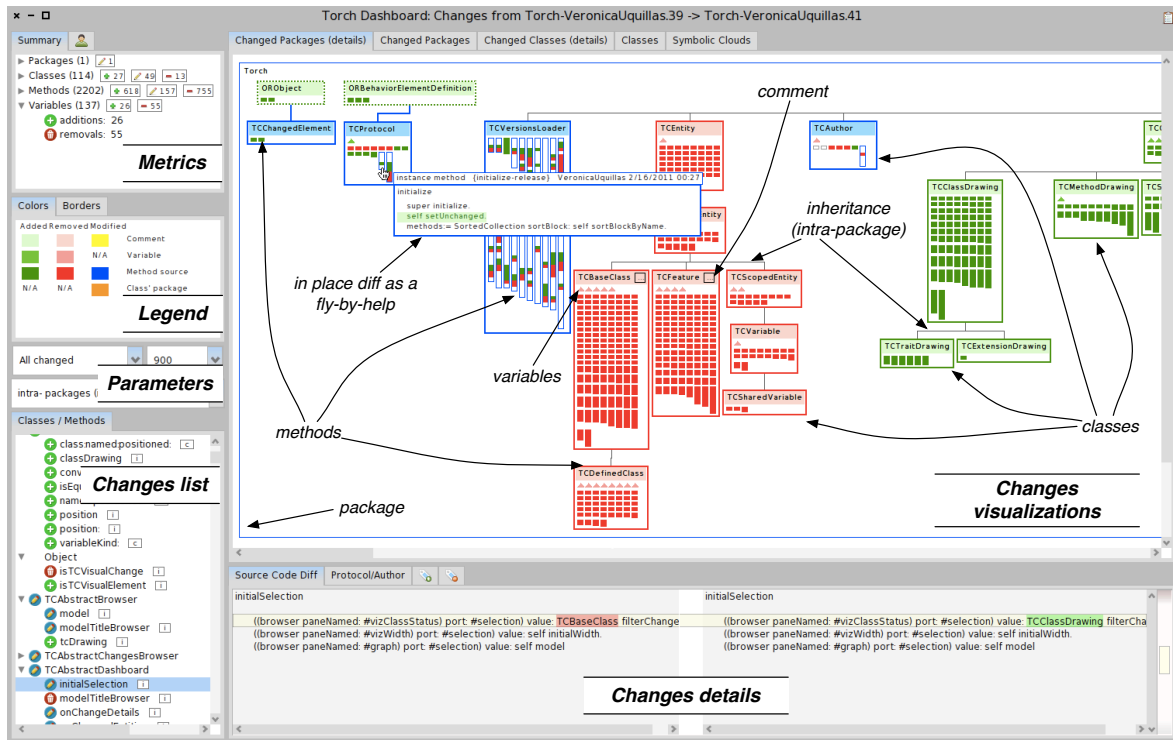 Torch Dashboard: Changes from Torch-VeronicaUquillas.39 -> Torch-VeronicaUquillas.41
Summary
Packages (1) 1
Classes (114) 27 49 13
Methods (2202) 618 157 755
Variables (137) 26 55
additions: 26
removals: 55
Metrics
Colors Borders
Added Removed Modified
Comment
Variable
N/A
Method source
N/A N/A Class' package
Legend
All changed 900
intra- packages (
Parameters
Classes / Methods
class:named:positioned: c
classDrawing i
conv
isEqu
nam
position i
position: i
variableKind: c
Object
isTCVisualChange i
isTCVisualElement i
TCAbstractBrowser
model i
modelTitleBrowser i
tcDrawing i
TCAbstractChangesBrowser
TCAbstractDashboard
initialSelection i
modelTitleBrowser i
onChangeDetails i
Changes list
Changed Packages (details) Changed Packages Changed Classes (details) Classes Symbolic Clouds
Torch
ORObject
ORBehaviorElementDefinition
TCChangedElement
TCProtocol
TCVersionsLoader
TCEntity
TCAuthor
TCClassDrawing
TCMethodDrawing
comment
instance method {initialize-release} VeronicaUquillas 2/16/2011 00:27
initialize
super initialize.
self setUnchanged.
methods:= SortedCollection sortBlock: self sortBlockByName.
entity
inheritance
(intra-package)
in place diff as a
fly-by-help
TCBaseClass
TCFeature
TCScopedEntity
TCVariable
TCSharedVariable
TCTraitDrawing
TCExtensionDrawing
variables
methods
classes
TCDefinedClass
package
Changes
visualizations
Source Code Diff Protocol/Author
initialSelection
((browser paneNamed: #vizClassStatus) port: #selection) value: TCBaseClass filterChange
((browser paneNamed: #vizWidth) port: #selection) value: self initialWidth.
((browser paneNamed: #graph) port: #selection) value: self model
initialSelection
((browser paneNamed: #vizClassStatus) port: #selection) value: TCClassDrawing filterCha
((browser paneNamed: #vizWidth) port: #selection) value: self initialWidth.
((browser paneNamed: #graph) port: #selection) value: self model
Changes details